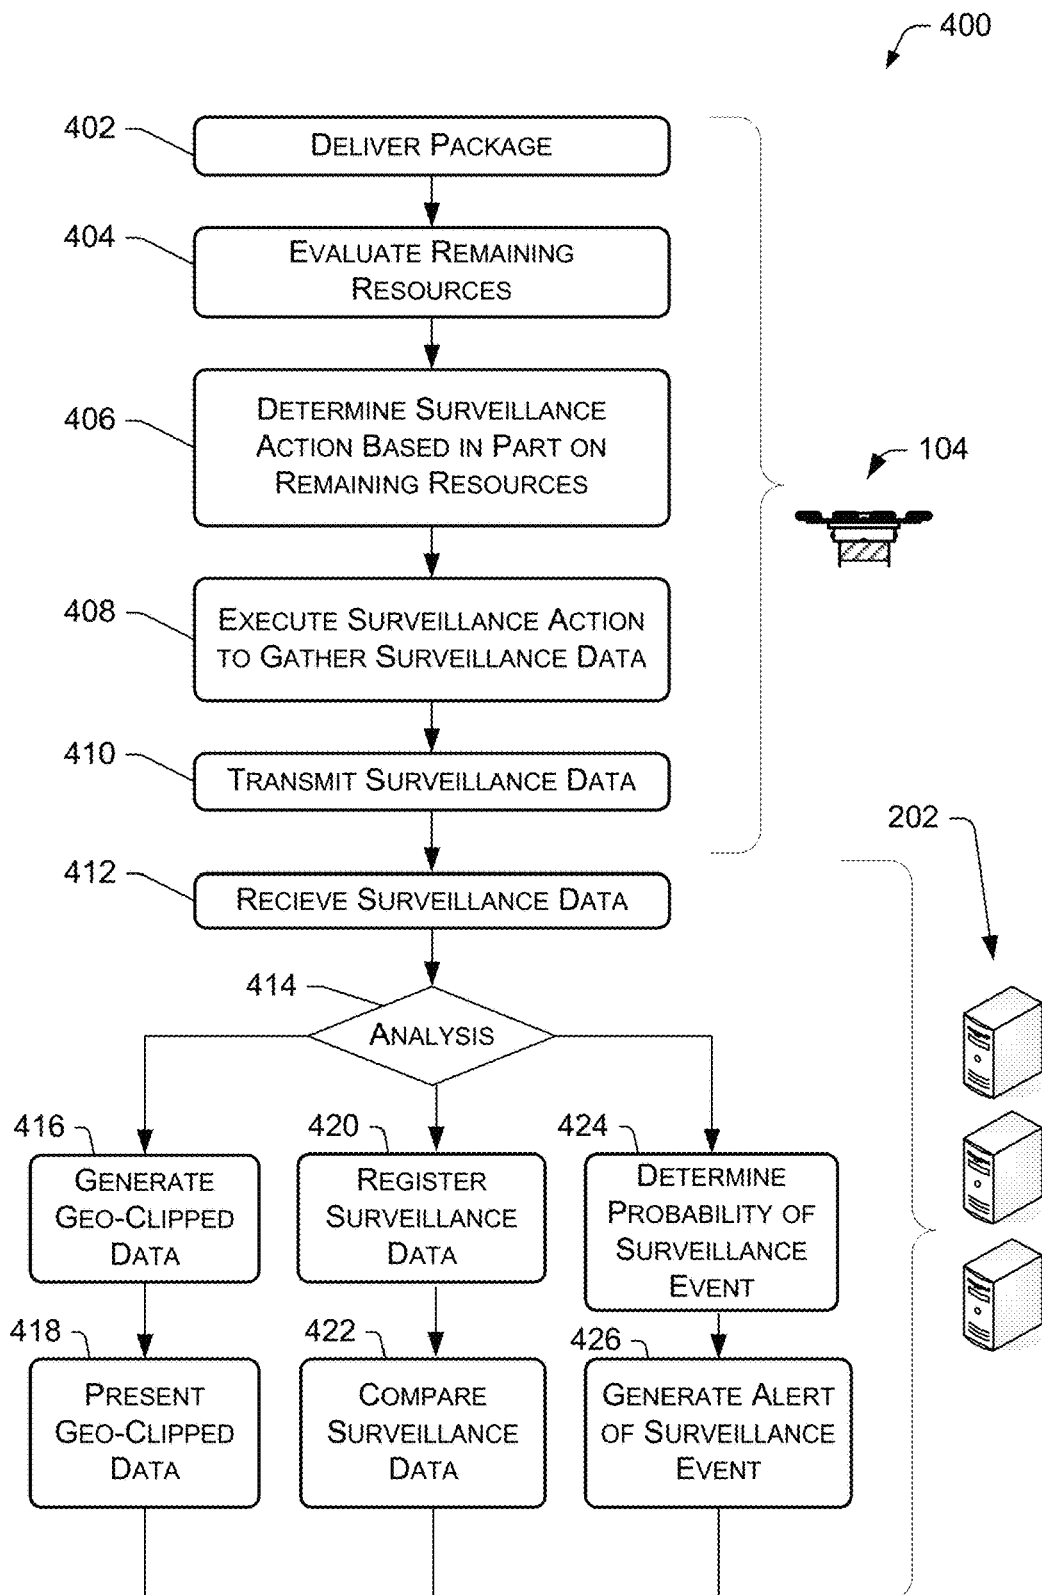 400
402
DELIVER PACKAGE
404
EVALUATE REMAINING
RESOURCES
406
DETERMINE SURVEILLANCE
ACTION BASED IN PART ON
REMAINING RESOURCES
104
408
EXECUTE SURVEILLANCE ACTION
TO GATHER SURVEILLANCE DATA
410
TRANSMIT SURVEILLANCE DATA
202
412
RECIEVE SURVEILLANCE DATA
414
ANALYSIS
416
GENERATE
GEO-CLIPPED
DATA
420
REGISTER
SURVEILLANCE
DATA
424
DETERMINE
PROBABILITY OF
SURVEILLANCE
EVENT
418
PRESENT
GEO-CLIPPED
DATA
422
COMPARE
SURVEILLANCE
DATA
426
GENERATE ALERT
OF SURVEILLANCE
EVENT